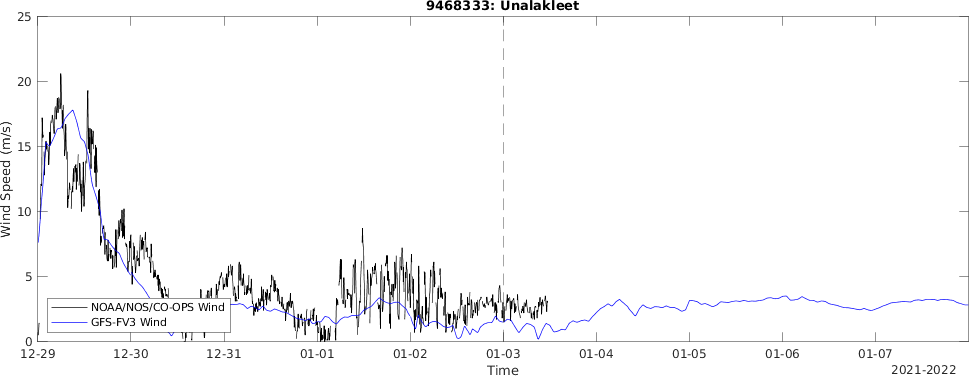 9468333: Unalakleet
25
20
15
10
5
0
Wind Speed (m/s)
NOAA/NOS/CO-OPS Wind
GFS-FV3 Wind
12-29 12-30 12-31 01-01 01-02 01-03 01-04 01-05 01-06 01-07
Time
2021-2022